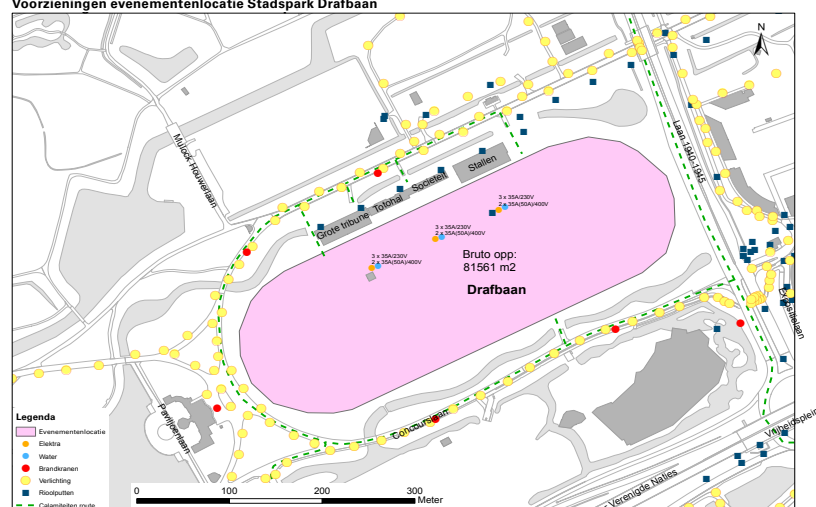 Voorzieningen evenementenlocatie Stadspark Drafbaan
N
Mulock Houwerlaan
Laan 1940-1945
Stallen
Societeit
Totohal
Grote tribune
3 x 35A/230V
2 x 35A(50A)/400V
3 x 35A/230V
2 x 35A(50A)/400V
3 x 35A/230V
2 x 35A(50A)/400V
Bruto opp:
81561 m2
Drafbaan
Expositielaan
Paviljoenlaan
Concourslaan
Vrijheidsplein
Verenigde Naties
Legenda
Evenementenlocatie
Elektra
Water
Brandkranen
Verlichting
Rioolputten
Calamiteiten route
0 100 200 300
Meter